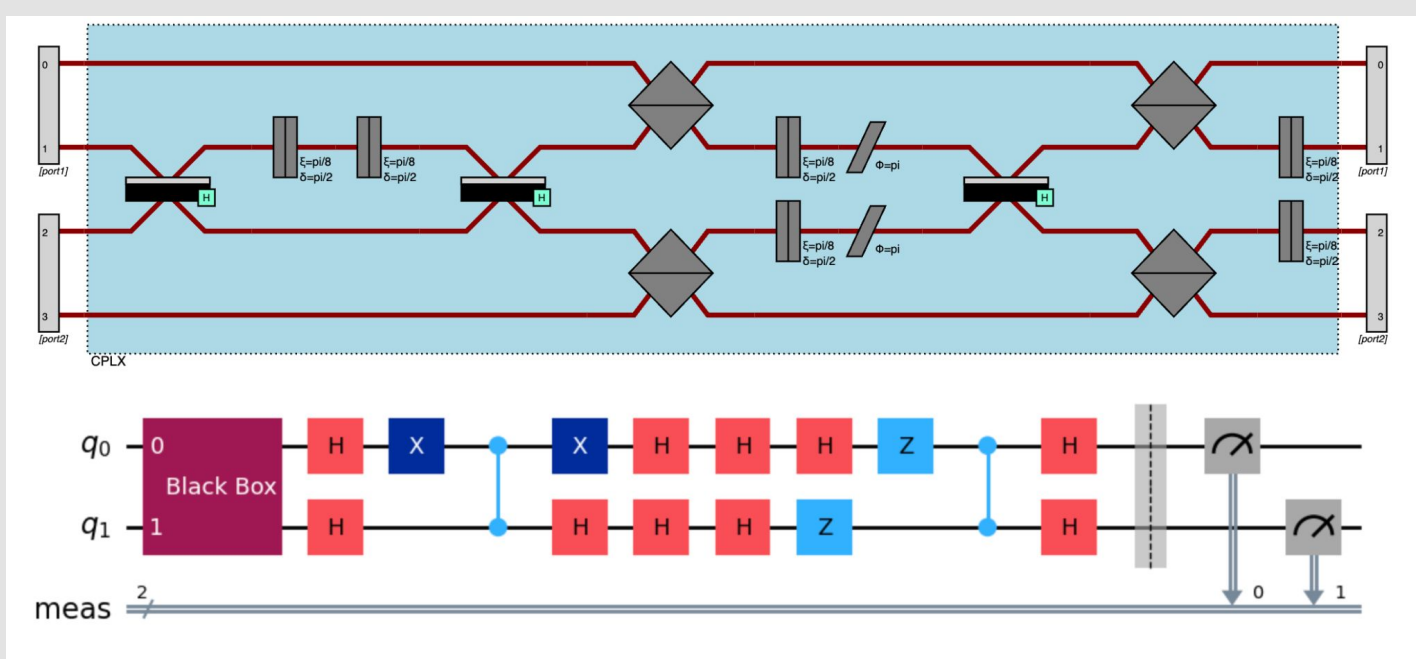 0
0
1
ξ=pi/8
δ=pi/2
ξ=pi/8
δ=pi/2
ξ=pi/8
δ=pi/2
Φ=pi
ξ=pi/8
δ=pi/2
1
[port1]
[port1]
H
H
H
2
ξ=pi/8
δ=pi/2
Φ=pi
ξ=pi/8
δ=pi/2
2
3
3
[port2]
[port2]
CPLX
q0 0 H X X H H H Z H
Black Box
q1 1 H H H H Z H
meas 2 0 1